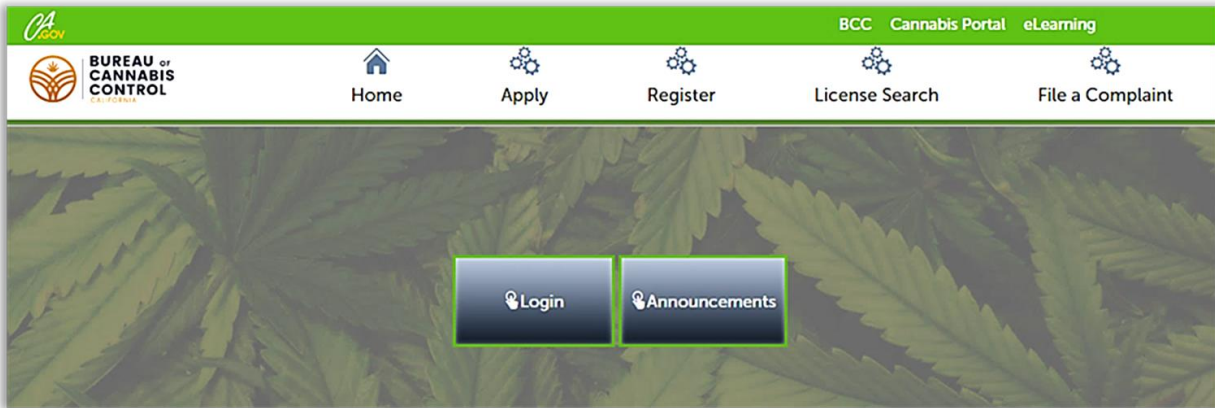 CA.GOV
BCC Cannabis Portal eLearning
BUREAU OF
CANNABIS
CONTROL
CALIFORNIA
Home Apply Register License Search File a Complaint
Login Announcements